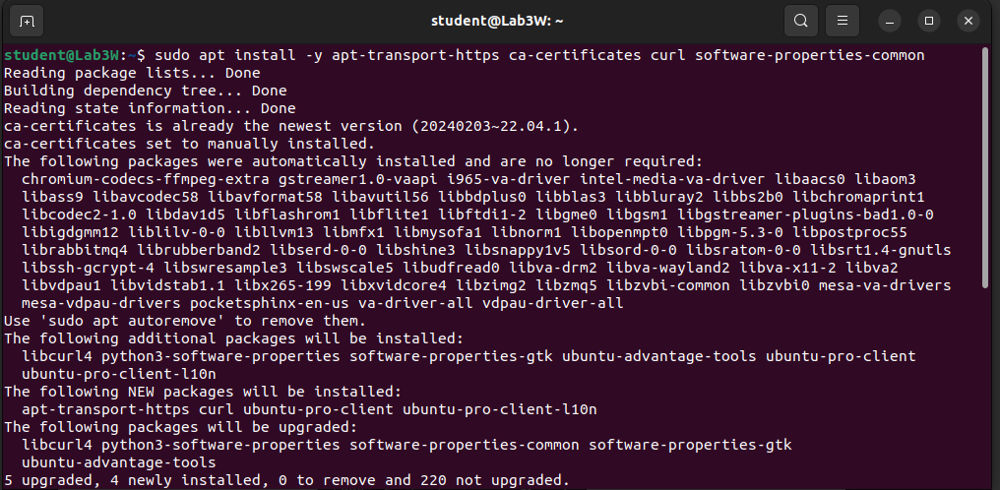 student@Lab3W: ~
student@Lab3W:~$ sudo apt install -y apt-transport-https ca-certificates curl software-properties-common
Reading package lists... Done
Building dependency tree... Done
Reading state information... Done
ca-certificates is already the newest version (20240203~22.04.1).
ca-certificates set to manually installed.
The following packages were automatically installed and are no longer required:
  chromium-codecs-ffmpeg-extra gstreamer1.0-vaapi i965-va-driver intel-media-va-driver libaacs0 libaom3
  libass9 libavcodec58 libavformat58 libavutil56 libbdplus0 libblas3 libbluray2 libbs2b0 libchromaprint1
  libcodec2-1.0 libdav1d5 libflashrom1 libflite1 libftdi1-2 libgme0 libgsm1 libgstreamer-plugins-bad1.0-0
  libigdgmm12 liblilv-0-0 libllvm13 libmfx1 libmysofa1 libnorm1 libopenmpt0 libpgm-5.3-0 libpostproc55
  librabbitmq4 librubberband2 libserd-0-0 libshine3 libsnappy1v5 libsord-0-0 libsratom-0-0 libsrt1.4-gnutls
  libssh-gcrypt-4 libswresample3 libswscale5 libudfread0 libva-drm2 libva-wayland2 libva-x11-2 libva2
  libvdpau1 libvidstab1.1 libx265-199 libxvidcore4 libzimg2 libzmq5 libzvbi-common libzvbi0 mesa-va-drivers
  mesa-vdpau-drivers pocketsphinx-en-us va-driver-all vdpau-driver-all
Use 'sudo apt autoremove' to remove them.
The following additional packages will be installed:
  libcurl4 python3-software-properties software-properties-gtk ubuntu-advantage-tools ubuntu-pro-client
  ubuntu-pro-client-l10n
The following NEW packages will be installed:
  apt-transport-https curl ubuntu-pro-client ubuntu-pro-client-l10n
The following packages will be upgraded:
  libcurl4 python3-software-properties software-properties-common software-properties-gtk
  ubuntu-advantage-tools
5 upgraded, 4 newly installed, 0 to remove and 220 not upgraded.